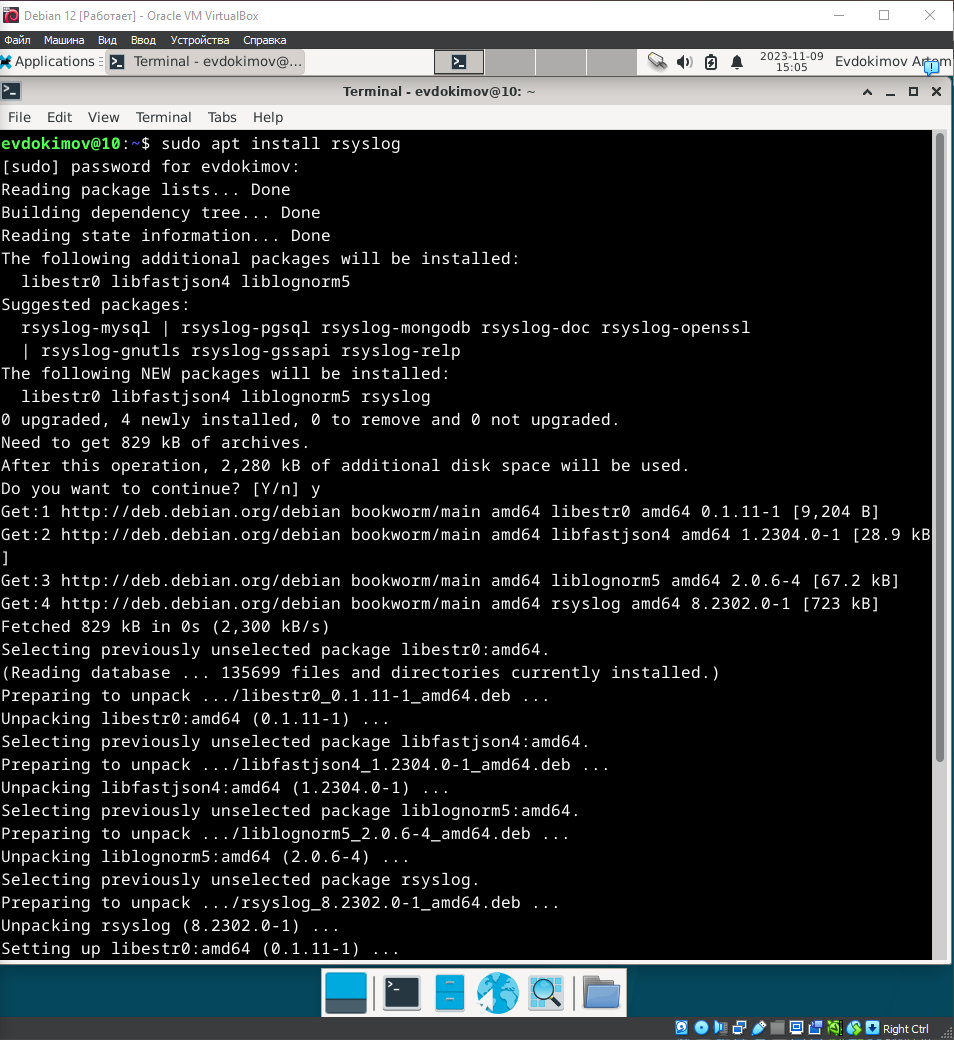 Debian 12 [Работает] - Oracle VM VirtualBox
Файл Машина Вид Ввод Устройства Справка
Applications Terminal - evdokimov@... 2023-11-09 Evdokimov Artem
15:05
Terminal - evdokimov@10: ~
File Edit View Terminal Tabs Help
evdokimov@10:~$ sudo apt install rsyslog
[sudo] password for evdokimov:
Reading package lists... Done
Building dependency tree... Done
Reading state information... Done
The following additional packages will be installed:
  libestr0 libfastjson4 liblognorm5
Suggested packages:
  rsyslog-mysql | rsyslog-pgsql rsyslog-mongodb rsyslog-doc rsyslog-openssl
  | rsyslog-gnutls rsyslog-gssapi rsyslog-relp
The following NEW packages will be installed:
  libestr0 libfastjson4 liblognorm5 rsyslog
0 upgraded, 4 newly installed, 0 to remove and 0 not upgraded.
Need to get 829 kB of archives.
After this operation, 2,280 kB of additional disk space will be used.
Do you want to continue? [Y/n] y
Get:1 http://deb.debian.org/debian bookworm/main amd64 libestr0 amd64 0.1.11-1 [9,204 B]
Get:2 http://deb.debian.org/debian bookworm/main amd64 libfastjson4 amd64 1.2304.0-1 [28.9 kB
]
Get:3 http://deb.debian.org/debian bookworm/main amd64 liblognorm5 amd64 2.0.6-4 [67.2 kB]
Get:4 http://deb.debian.org/debian bookworm/main amd64 rsyslog amd64 8.2302.0-1 [723 kB]
Fetched 829 kB in 0s (2,300 kB/s)
Selecting previously unselected package libestr0:amd64.
(Reading database ... 135699 files and directories currently installed.)
Preparing to unpack .../libestr0_0.1.11-1_amd64.deb ...
Unpacking libestr0:amd64 (0.1.11-1) ...
Selecting previously unselected package libfastjson4:amd64.
Preparing to unpack .../libfastjson4_1.2304.0-1_amd64.deb ...
Unpacking libfastjson4:amd64 (1.2304.0-1) ...
Selecting previously unselected package liblognorm5:amd64.
Preparing to unpack .../liblognorm5_2.0.6-4_amd64.deb ...
Unpacking liblognorm5:amd64 (2.0.6-4) ...
Selecting previously unselected package rsyslog.
Preparing to unpack .../rsyslog_8.2302.0-1_amd64.deb ...
Unpacking rsyslog (8.2302.0-1) ...
Setting up libestr0:amd64 (0.1.11-1) ...
Right Ctrl